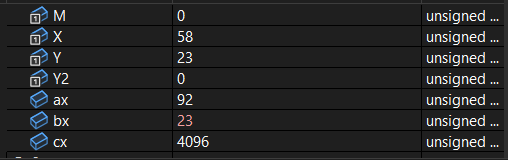 M 0 unsigned ...
X 58 unsigned ...
Y 23 unsigned ...
Y2 0 unsigned ...
ax 92 unsigned ...
bx 23 unsigned ...
cx 4096 unsigned ...